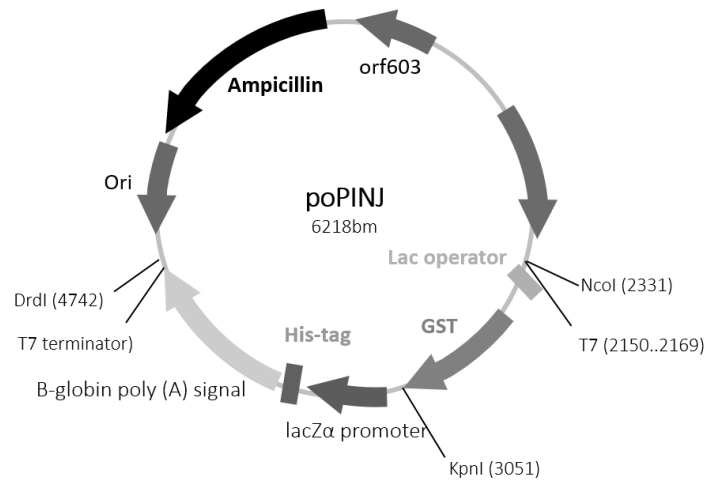 orf603
Ampicillin
Ori
poPINJ
6218bm
Lac operator
NcoI (2331)
DrdI (4742)
T7 terminator)
His-tag
GST
T7 (2150..2169)
B-globin poly (A) signal
lacZα promoter
KpnI (3051)